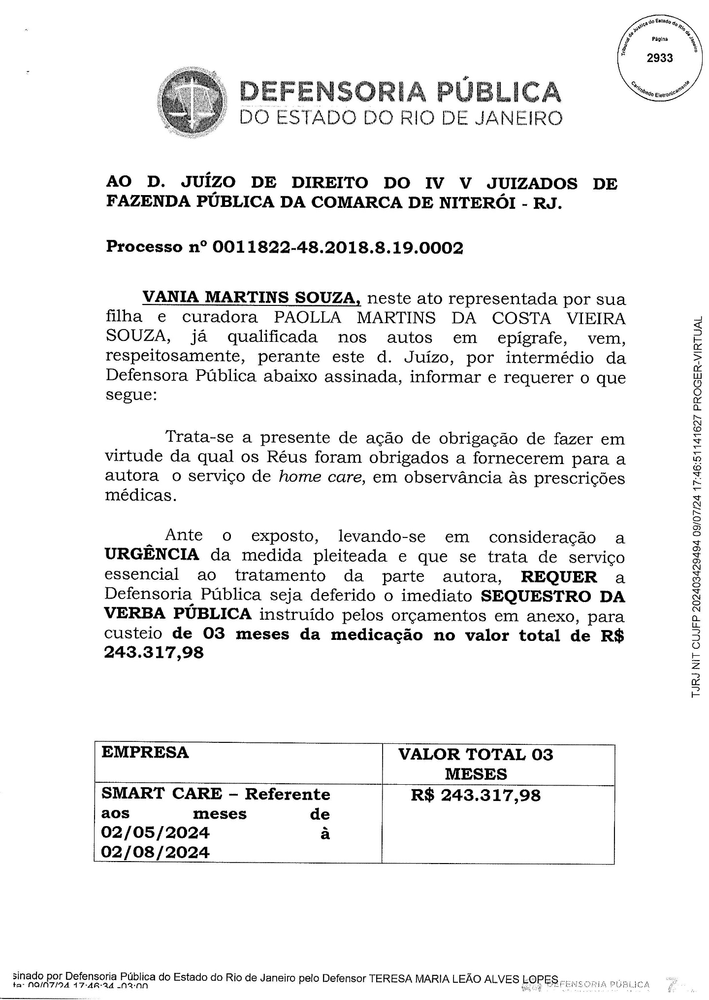 Tribunal de Justiça do Estado do Rio de Janeiro
Página
2933
Carimbado Eletronicamente
DEFENSORIA PÚBLICA
DO ESTADO DO RIO DE JANEIRO
AO D. JUÍZO DE DIREITO DO IV V JUIZADOS DE
FAZENDA PÚBLICA DA COMARCA DE NITERÓI - RJ.
Processo nº 0011822-48.2018.8.19.0002
VANIA MARTINS SOUZA, neste ato representada por sua
filha e curadora PAOLLA MARTINS DA COSTA VIEIRA
SOUZA, já qualificada nos autos em epígrafe, vem,
respeitosamente, perante este d. Juízo, por intermédio da
Defensora Pública abaixo assinada, informar e requerer o que
segue:
Trata-se a presente de ação de obrigação de fazer em
virtude da qual os Réus foram obrigados a fornecerem para a
autora o serviço de home care, em observância às prescrições
médicas.
Ante o exposto, levando-se em consideração a
URGÊNCIA da medida pleiteada e que se trata de serviço
essencial ao tratamento da parte autora, REQUER a
Defensoria Pública seja deferido o imediato SEQUESTRO DA
VERBA PÚBLICA instruído pelos orçamentos em anexo, para
custeio de 03 meses da medicação no valor total de R$
243.317,98
EMPRESA
VALOR TOTAL 03
MESES
SMART CARE – Referente
aos meses de
02/05/2024 à
02/08/2024
R$ 243.317,98
TJRJ NIT CUJFP 202403429494 09/07/24 17:46:51141627 PROGER-VIRTUAL
sinado por Defensoria Pública do Estado do Rio de Janeiro pelo Defensor TERESA MARIA LEÃO ALVES LOPES
ta: 09/07/24 17:46:34 -03:00
DEFENSORIA PÚBLICA